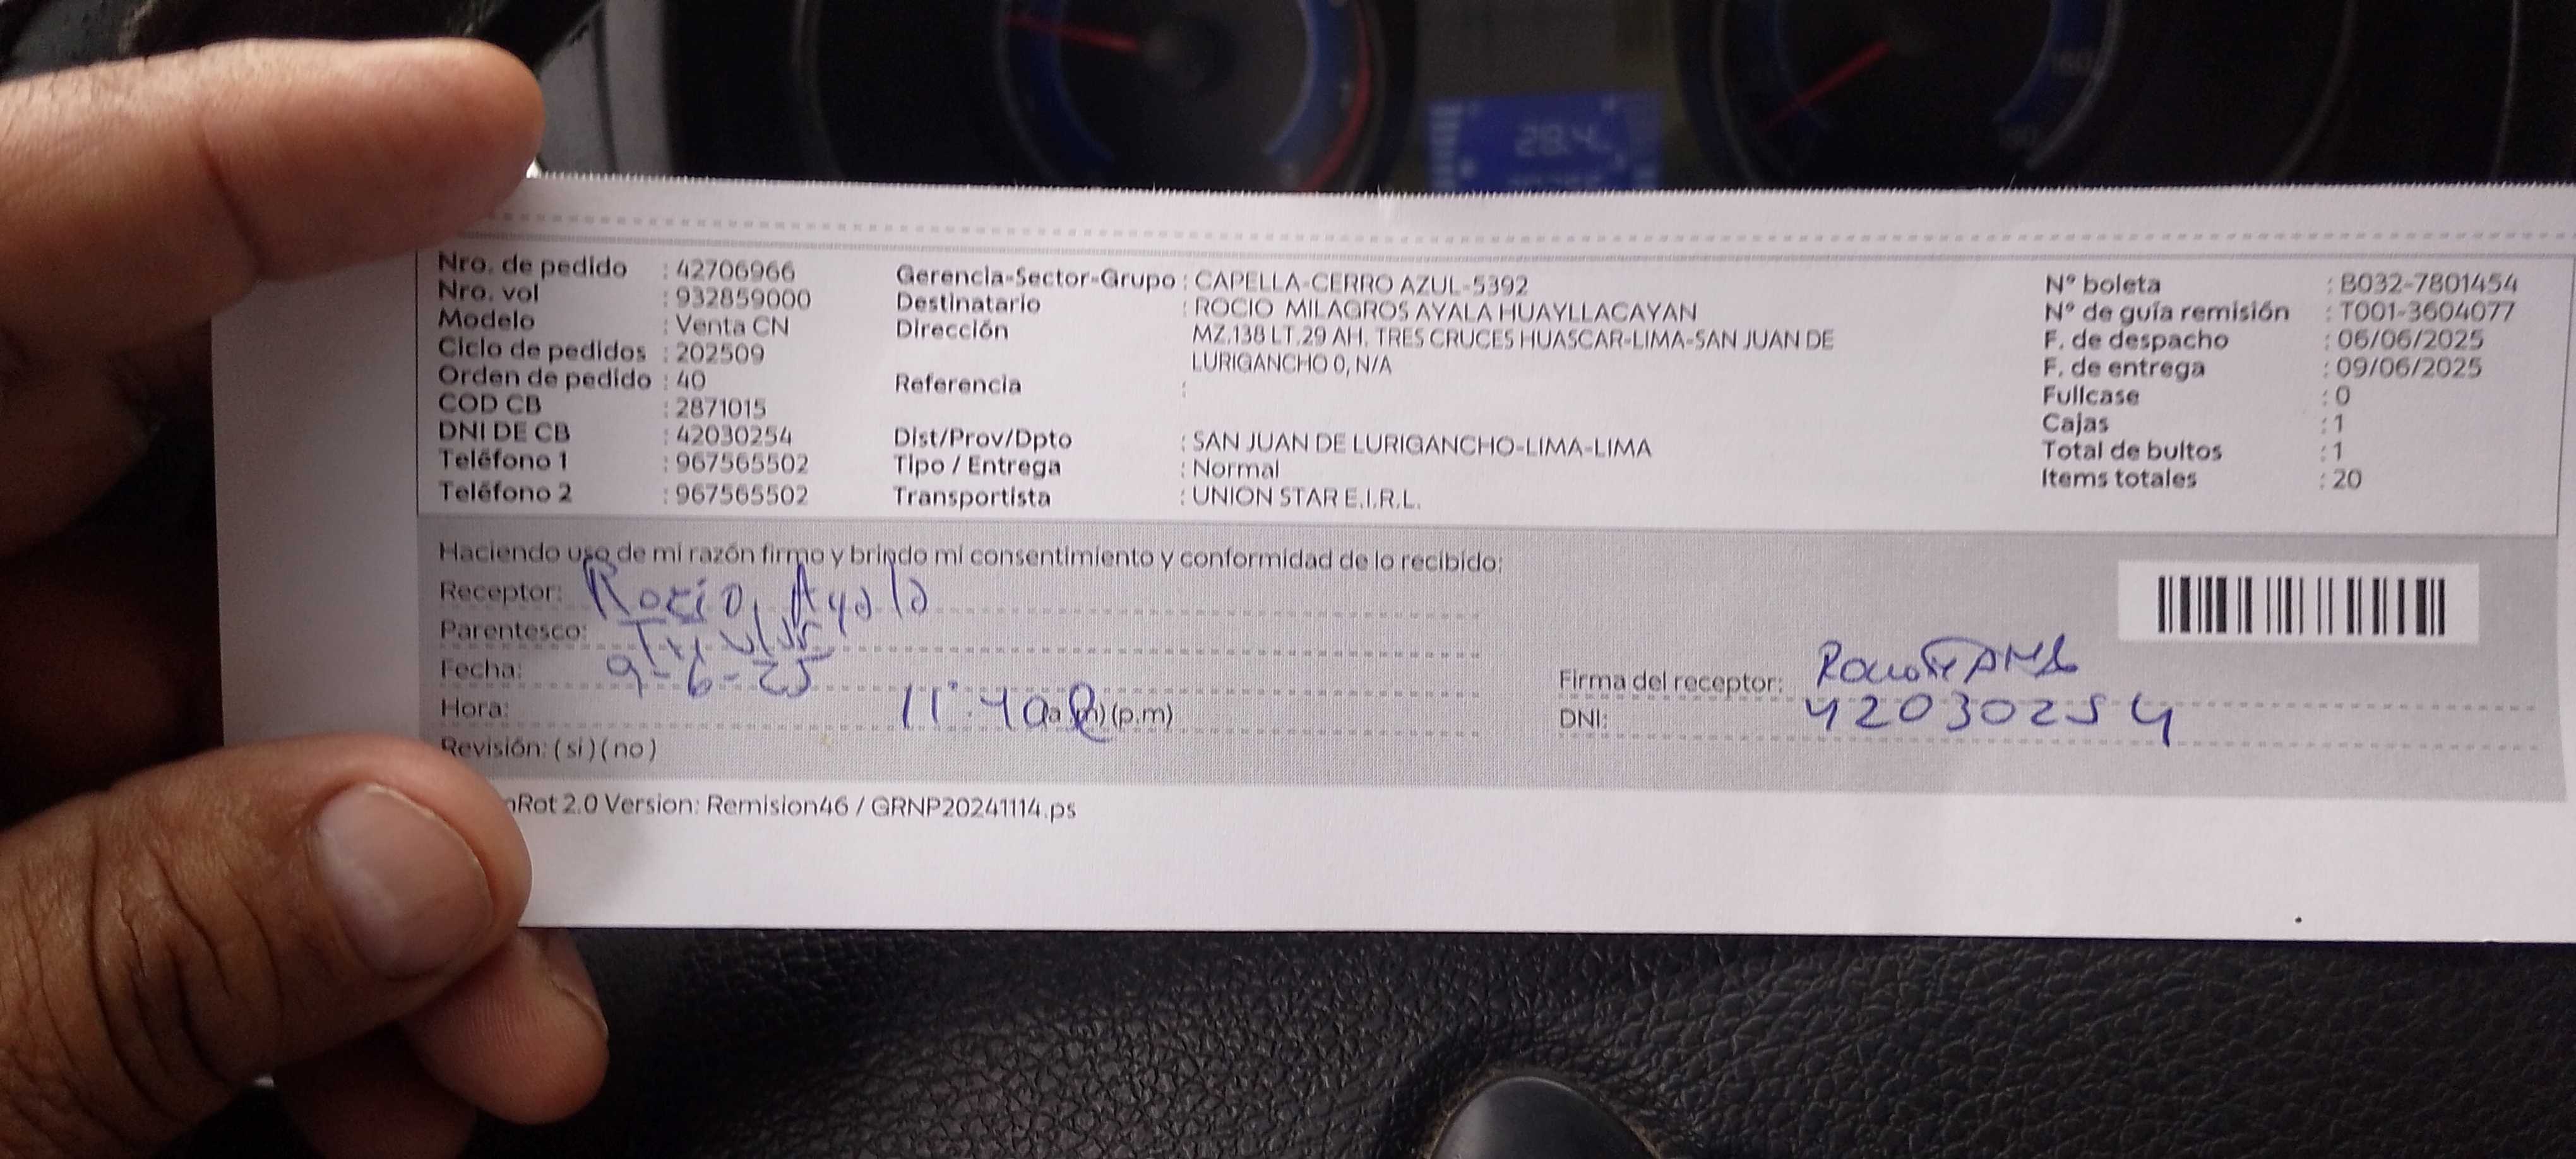 28.4
Nro. de pedido : 42706966
Nro. vol : 932859000
Modelo : Venta CN
Ciclo de pedidos : 202509
Orden de pedido : 40
COD CB : 2871015
DNI DE CB : 42030254
Teléfono 1 : 967565502
Teléfono 2 : 967565502
Gerencia-Sector-Grupo : CAPELLA-CERRO AZUL-5392
Destinatario : ROCIO MILAGROS AYALA HUAYLLACAYAN
Dirección MZ.138 LT.29 AH. TRES CRUCES HUASCAR-LIMA-SAN JUAN DE
LURIGANCHO 0, N/A
Referencia :
Dist/Prov/Dpto : SAN JUAN DE LURIGANCHO-LIMA-LIMA
Tipo / Entrega : Normal
Transportista : UNION STAR E.I.R.L.
N° boleta : B032-7801454
N° de guía remisión : T001-3604077
F. de despacho : 06/06/2025
F. de entrega : 09/06/2025
Fullcase : 0
Cajas : 1
Total de bultos : 1
Items totales : 20
Haciendo uso de mi razón firmo y brindo mi consentimiento y conformidad de lo recibido:
Receptor: Rocio Ayala
Parentesco: Titular
Fecha: 9-6-25
Hora: 11:40 (a.m) (p.m)
Revisión: ( si ) ( no )
Firma del receptor:
DNI: 42030254
Rot 2.0 Version: Remision46 / GRNP20241114.ps